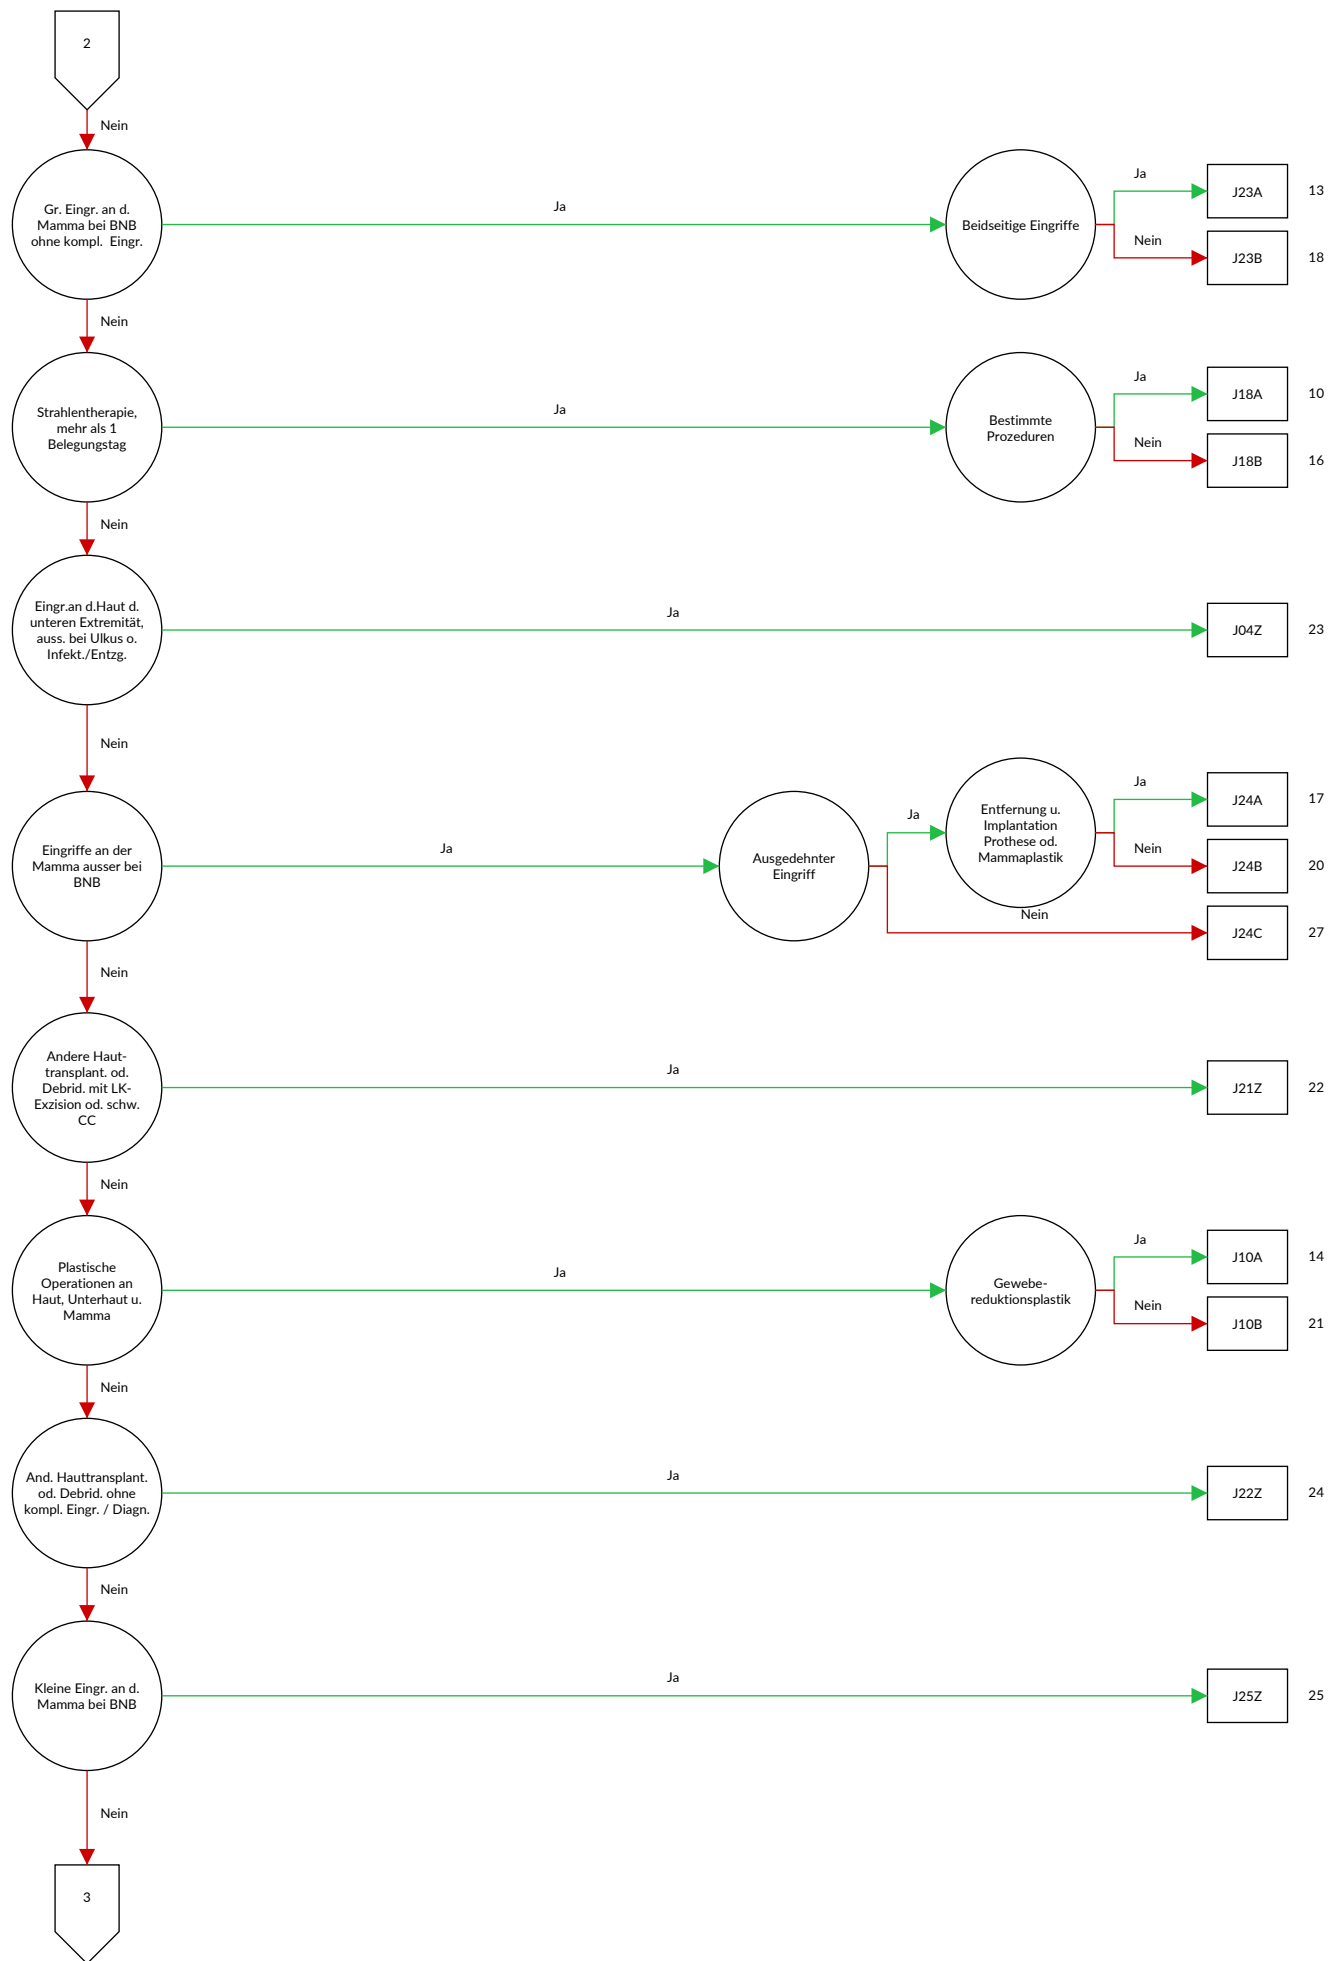 2
Nein
Gr. Eingr. an d.
Mamma bei BNB
ohne kompl. Eingr.
Ja
Beidseitige Eingriffe
Ja
J23A
13
Nein
J23B
18
Nein
Strahlentherapie,
mehr als 1
Belegungstag
Ja
Bestimmte
Prozeduren
Ja
J18A
10
Nein
J18B
16
Nein
Eingr.an d.Haut d.
unteren Extremität,
auss. bei Ulkus o.
Infekt./Entzg.
Ja
J04Z
23
Nein
Eingriffe an der
Mamma ausser bei
BNB
Ja
Ausgedehnter
Eingriff
Ja
Entfernung u.
Implantation
Prothese od.
Mammaplastik
Ja
J24A
17
Nein
J24B
20
Nein
J24C
27
Nein
Andere Haut-
transplant. od.
Debrid. mit LK-
Exzision od. schw.
CC
Ja
J21Z
22
Nein
Plastische
Operationen an
Haut, Unterhaut u.
Mamma
Ja
Gewebe-
reduktionsplastik
Ja
J10A
14
Nein
J10B
21
Nein
And. Hauttransplant.
od. Debrid. ohne
kompl. Eingr. / Diagn.
Ja
J22Z
24
Nein
Kleine Eingr. an d.
Mamma bei BNB
Ja
J25Z
25
Nein
3